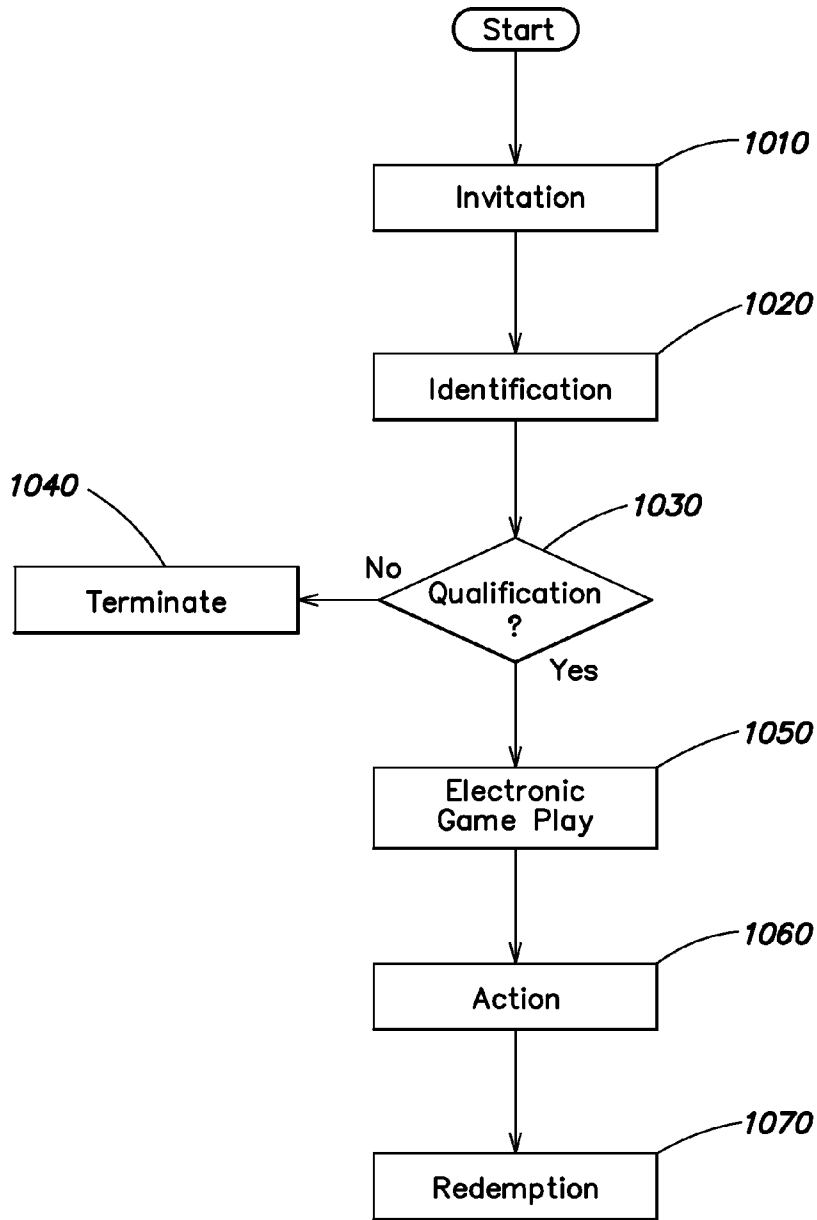 Start
1010
Invitation
1020
Identification
1040
1030
No
Terminate
Qualification
?
Yes
1050
Electronic
Game Play
1060
Action
1070
Redemption